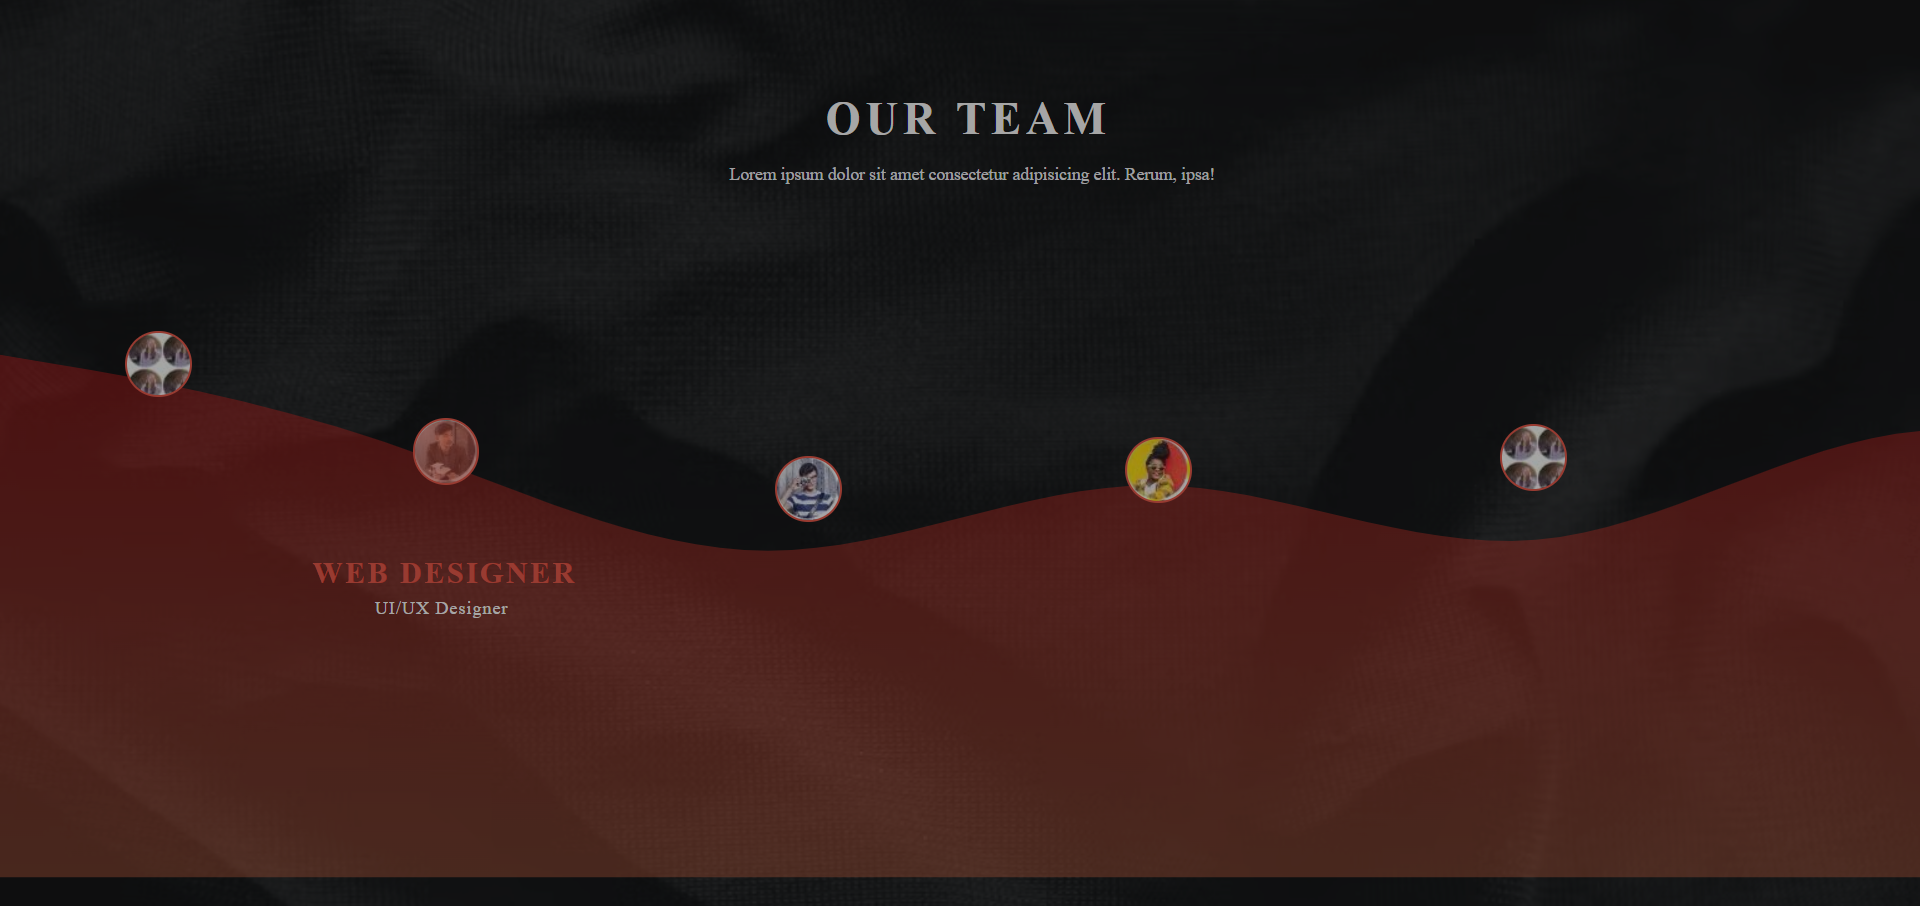 OUR TEAM
Lorem ipsum dolor sit amet consectetur adipisicing elit. Rerum, ipsa!
WEB DESIGNER
UI/UX Designer